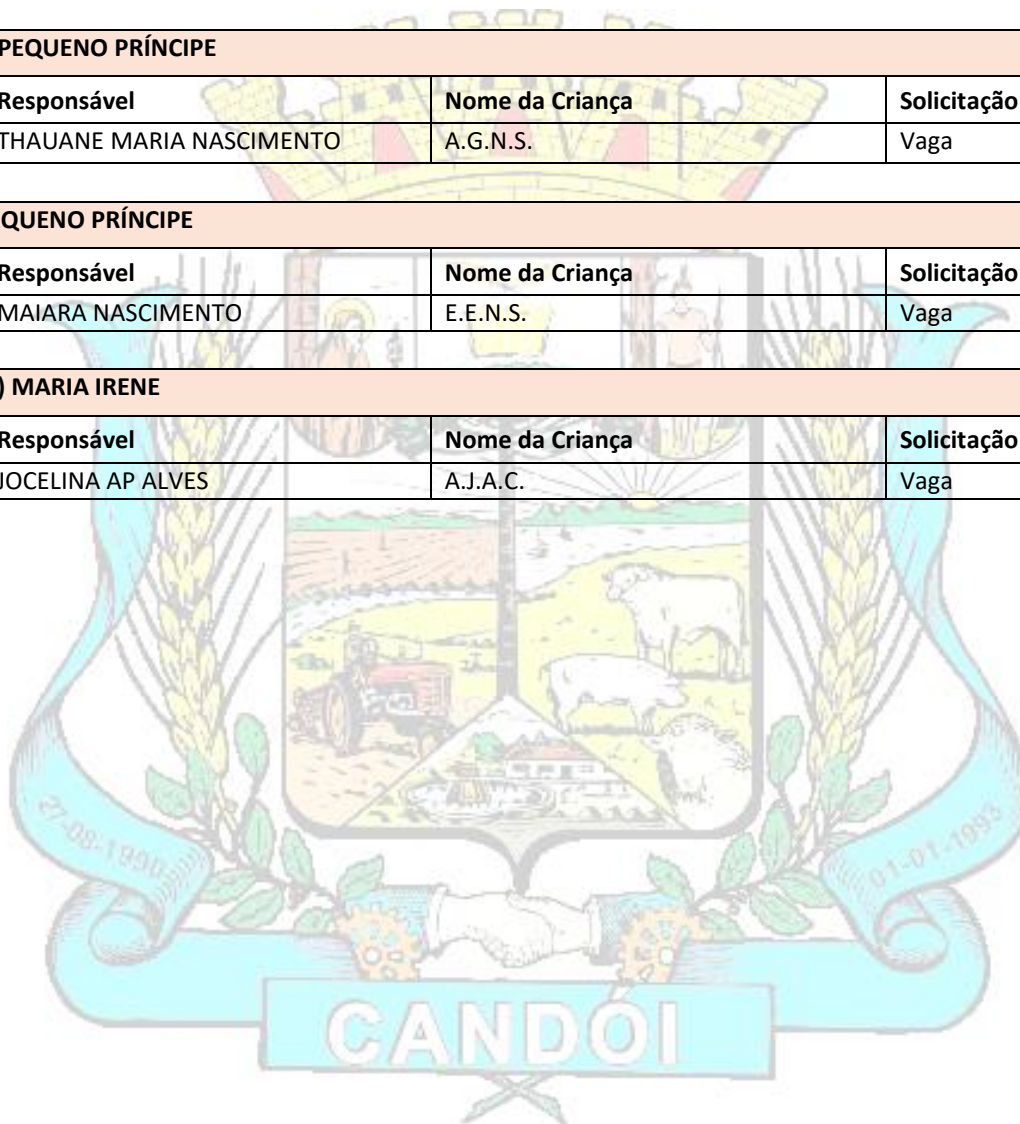 PEQUENO PRÍNCIPE
Responsável Nome da Criança Solicitação
THAUANE MARIA NASCIMENTO A.G.N.S. Vaga
QUENO PRÍNCIPE
Responsável Nome da Criança Solicitação
MAIARA NASCIMENTO E.E.N.S. Vaga
) MARIA IRENE
Responsável Nome da Criança Solicitação
JOCELINA AP ALVES A.J.A.C. Vaga
27-08-1990
01-01-1993
CANDÓI